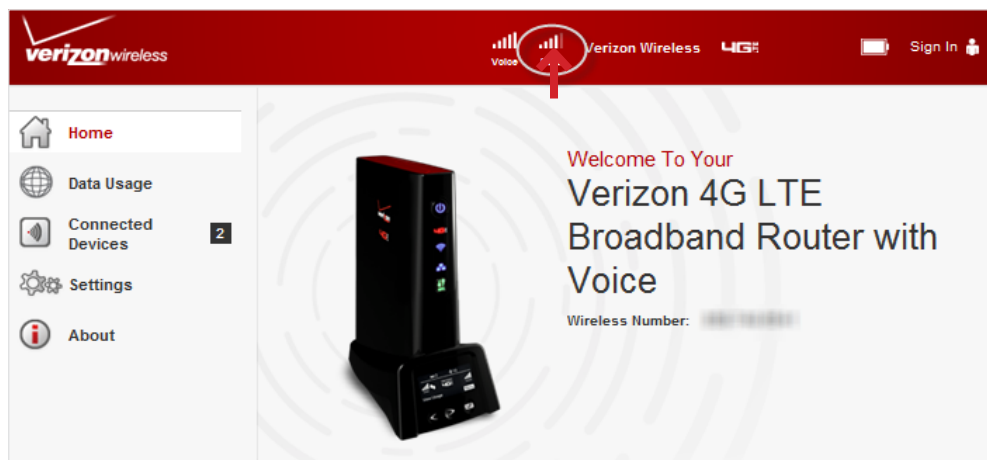 verizonwireless
Voice
Verizon Wireless 4G LTE
Sign In
Home
Data Usage
Connected
Devices
2
Settings
About
Welcome To Your
Verizon 4G LTE
Broadband Router with
Voice
Wireless Number: